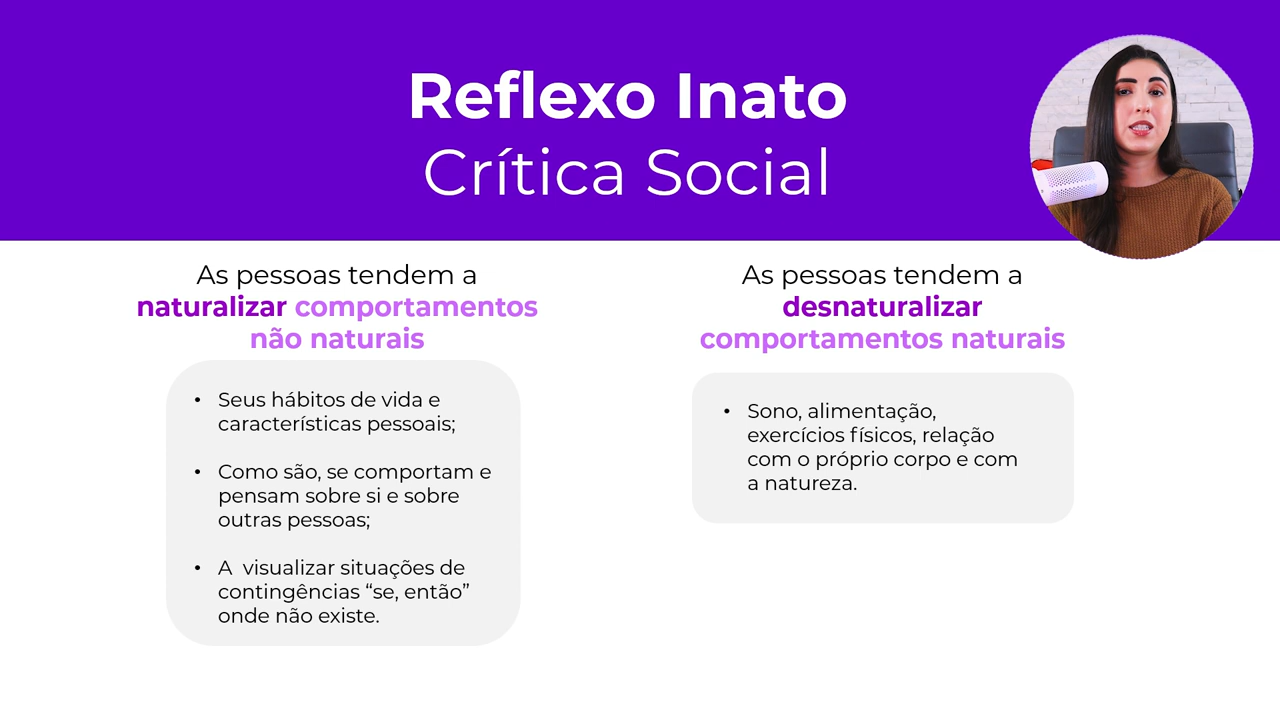 Reflexo Inato
Crítica Social
As pessoas tendem a
naturalizar comportamentos
não naturais
• Seus hábitos de vida e
características pessoais;
• Como são, se comportam e
pensam sobre si e sobre
outras pessoas;
• A visualizar situações de
contingências “se, então”
onde não existe.
As pessoas tendem a
desnaturalizar
comportamentos naturais
• Sono, alimentação,
exercícios físicos, relação
com o próprio corpo e com
a natureza.